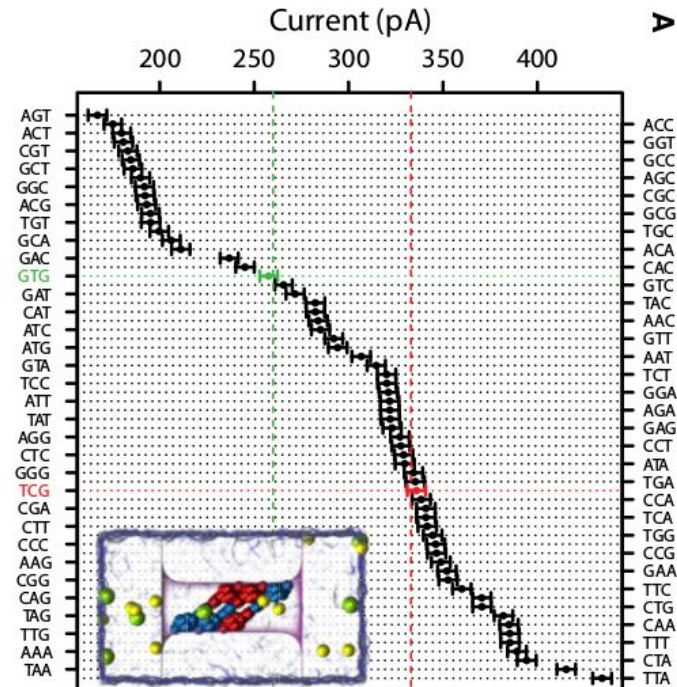 Current (pA)
A
200 250 300 350 400
AGT
ACC
ACT
GGT
CGT
GCC
GCT
AGC
GGC
CGC
ACG
GCG
TGT
TGC
GCA
ACA
GAC
CAC
GTG
GTC
GAT
TAC
CAT
AAC
ATC
GTT
ATG
AAT
GTA
TCT
TCC
GGA
ATT
AGA
TAT
GAG
AGG
CCT
CTC
ATA
GGG
TGA
TCG
CCA
CGA
TCA
CTT
TGG
CCC
CCG
AAG
GAA
CGG
TTC
CAG
CTG
TAG
CAA
TTG
TTT
AAA
CTA
TAA
TTA